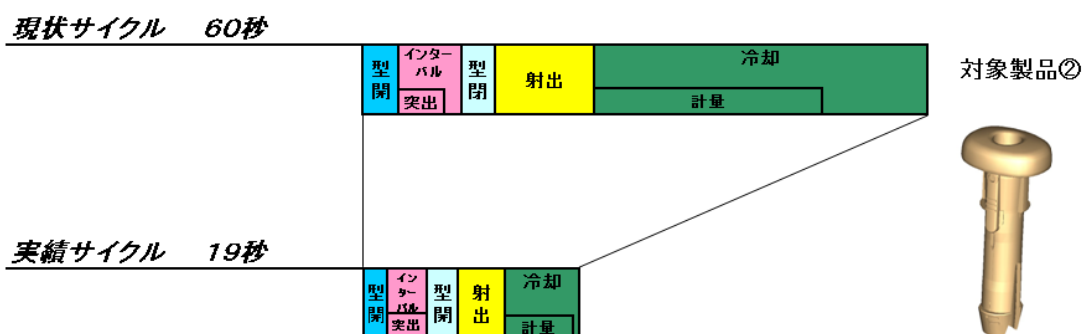 現状サイクル 60秒
型開
インターバル
突出
型閉
射出
冷却
計量
対象製品②
実績サイクル 19秒
型開
インターバル
突出
型開
射出
冷却
計量